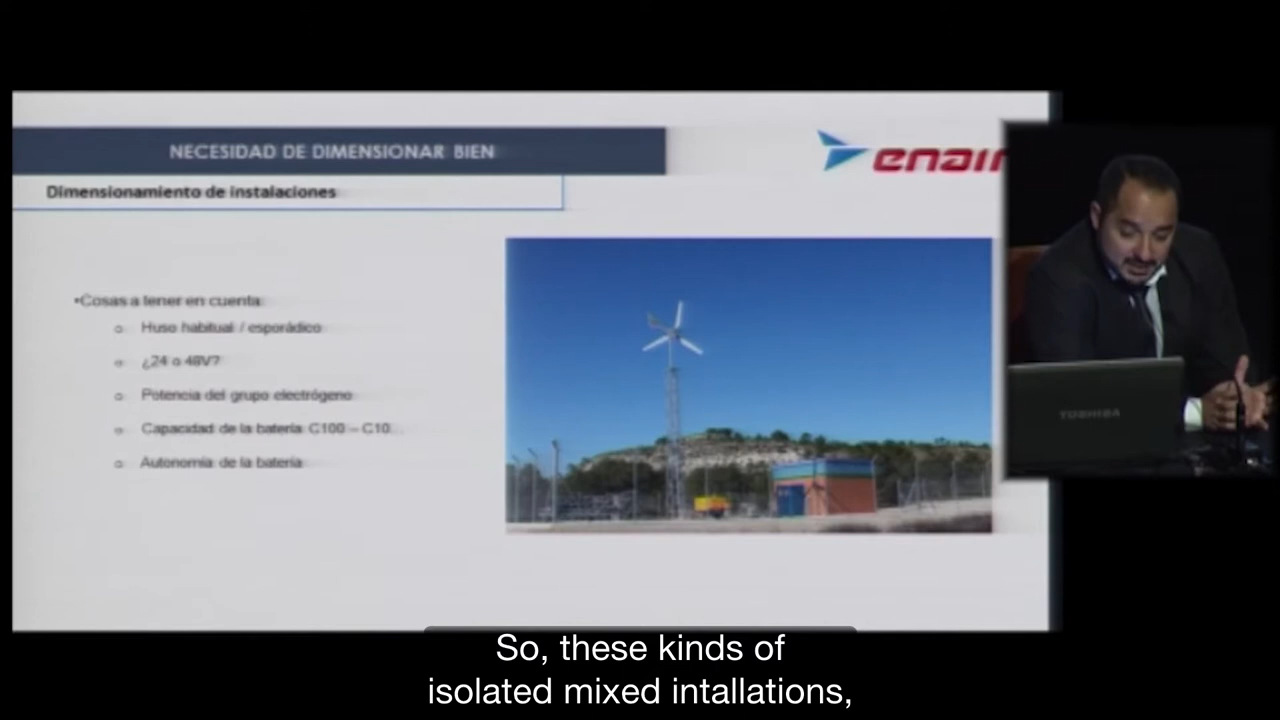 NECESIDAD DE DIMENSIONAR BIEN
enair
Dimensionamiento de instalaciones
•Cosas a tener en cuenta:
o Huso habitual / esporádico
o ¿24 o 48V?
o Potencia del grupo electrógeno
o Capacidad de la batería: C100 – C10...
o Autonomía de la batería
TOSHIBA
So, these kinds of
isolated mixed intallations,